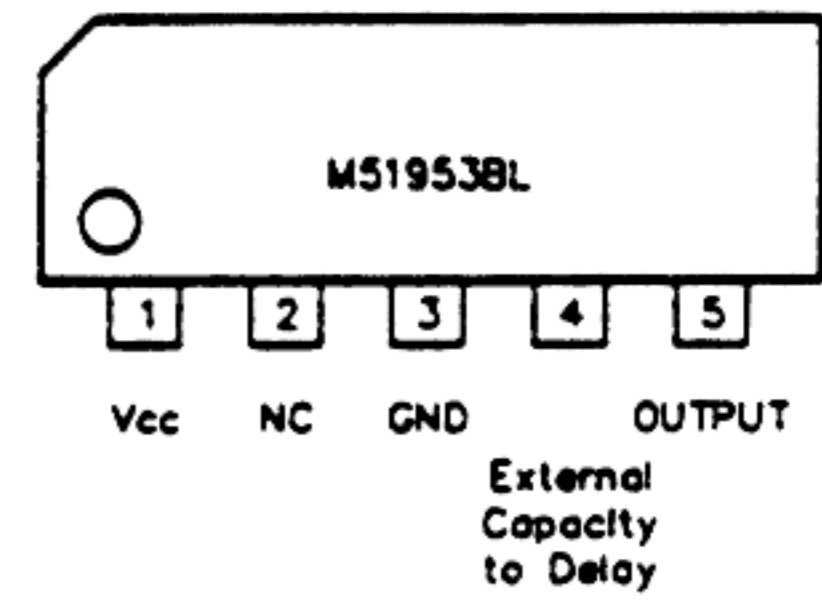 M51953BL
1 2 3 4 5
Vcc NC GND OUTPUT
External
Capacity
to Delay